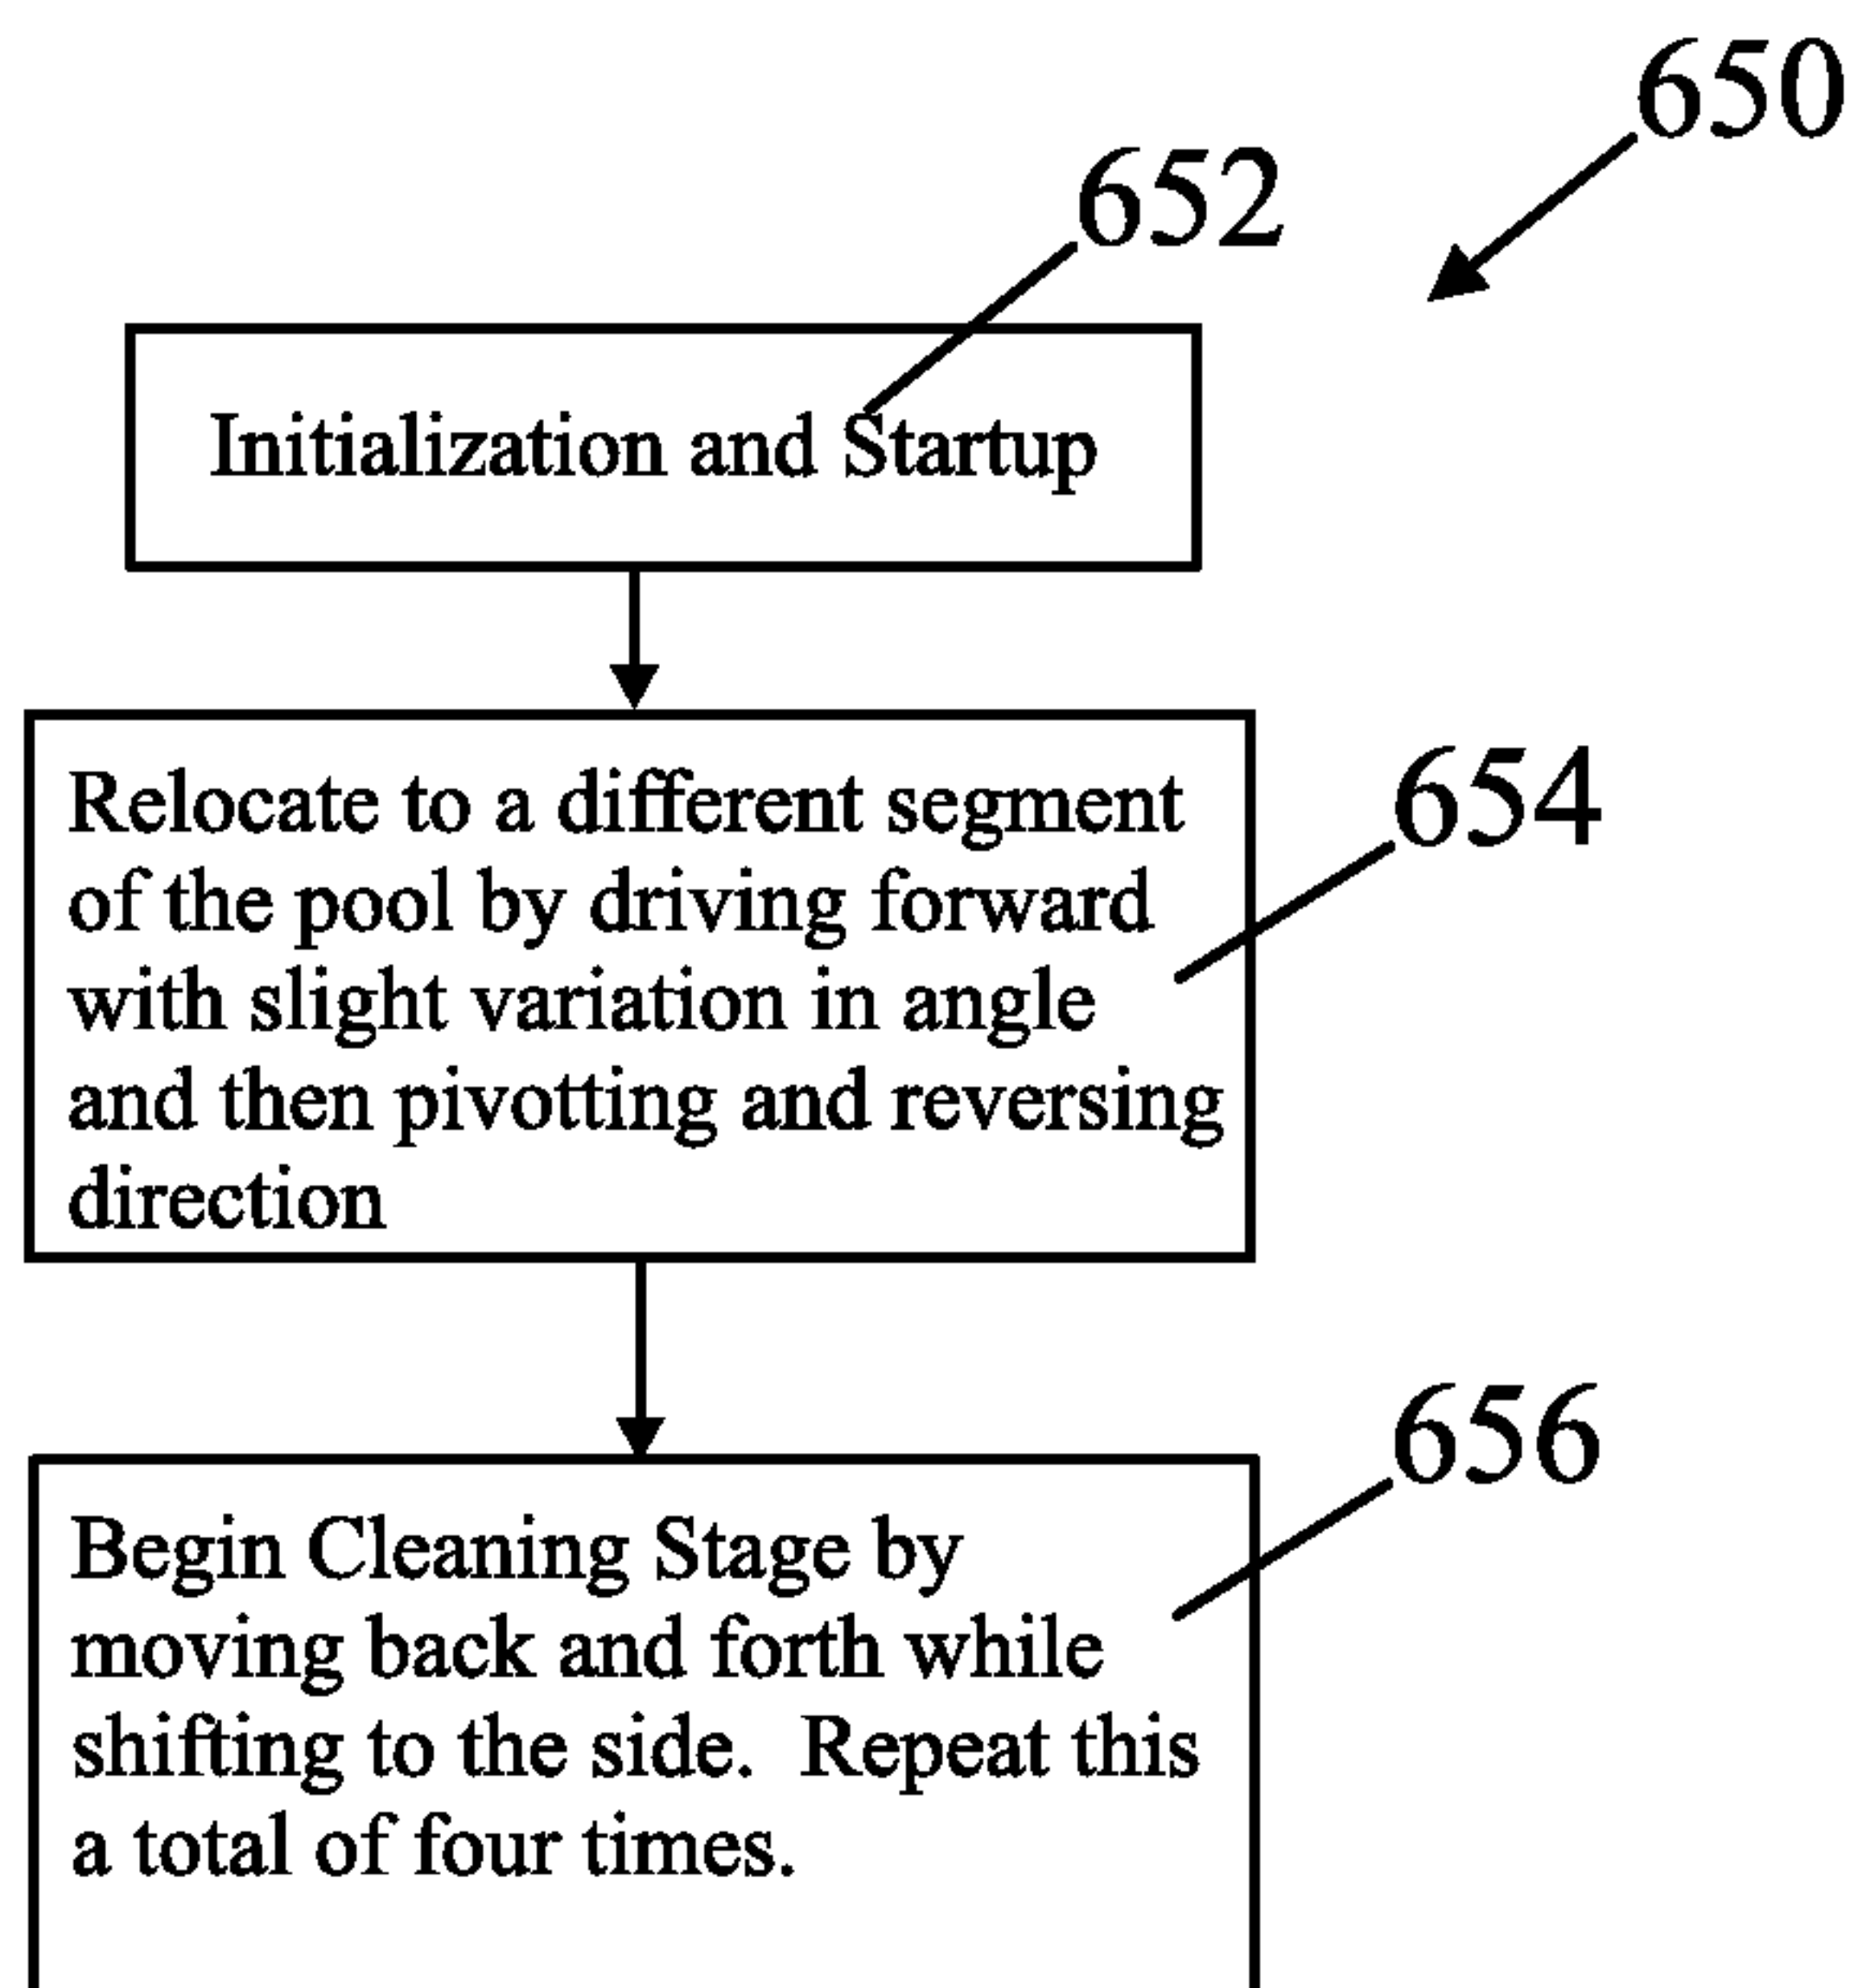 650
652
Initialization and Startup
654
Relocate to a different segment
of the pool by driving forward
with slight variation in angle
and then pivotting and reversing
direction
656
Begin Cleaning Stage by
moving back and forth while
shifting to the side.  Repeat this
a total of four times.